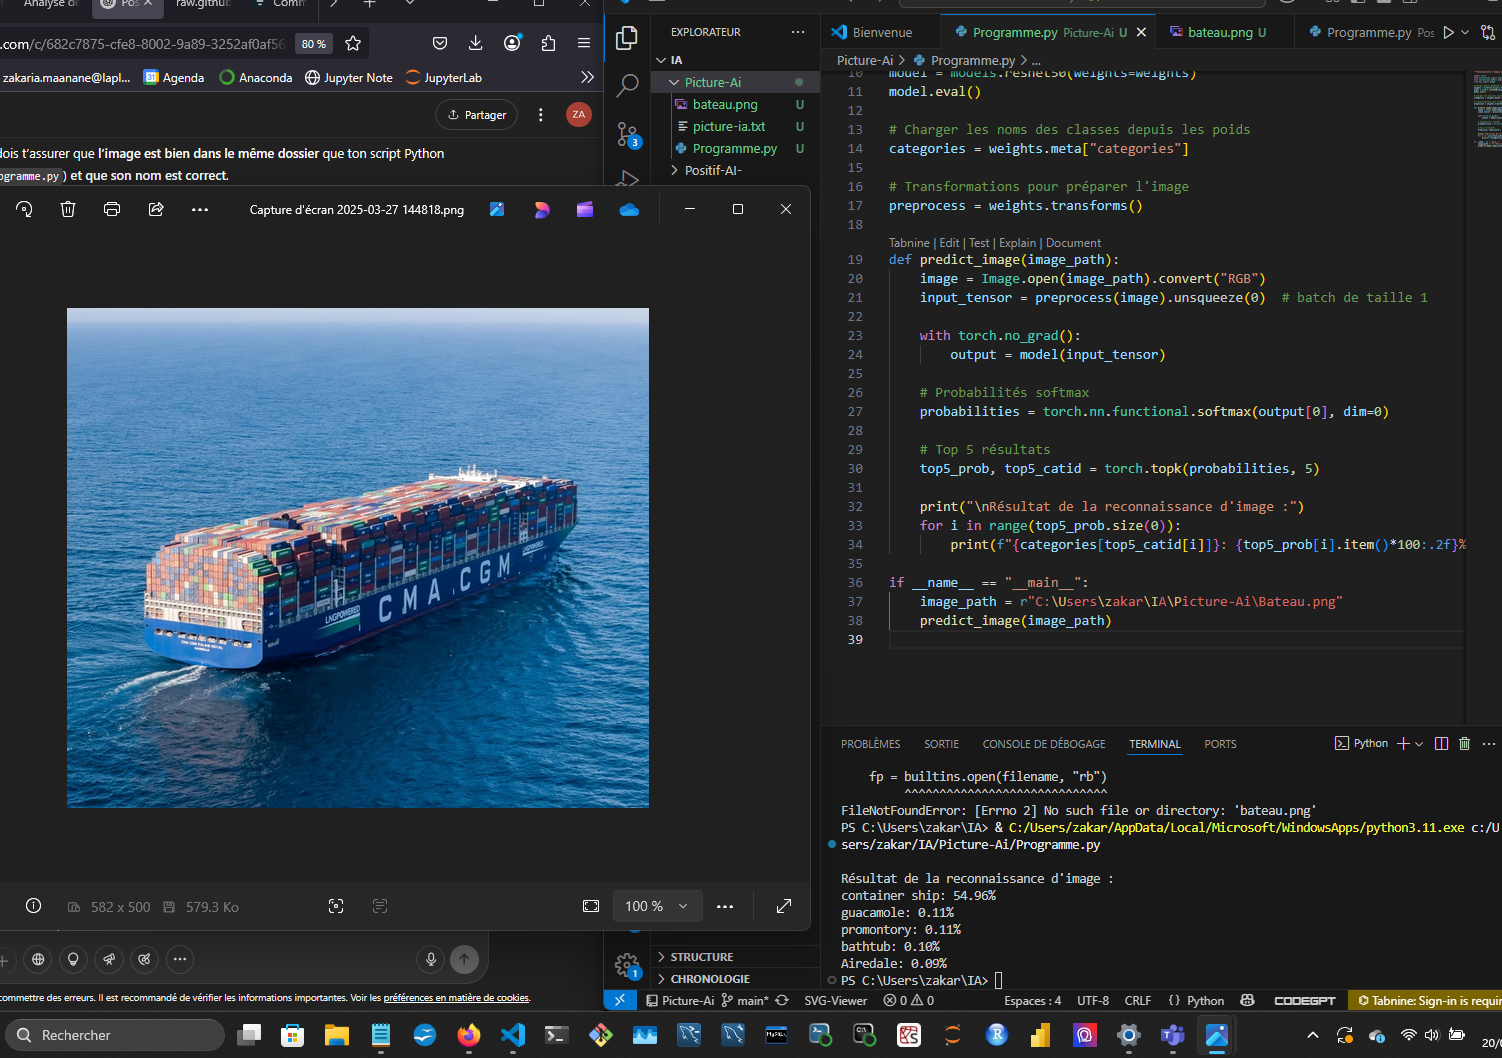 Analyse de
Pos
raw.githu
Comm
.com/c/682c7875-cfe8-8002-9a89-3252af0af56
80 %
zakaria.maanane@lapl...
31
Agenda
Anaconda
Jupyter Note
JupyterLab
Partager
ZA
dois t'assurer que l'image est bien dans le même dossier que ton script Python
ogramme.py) et que son nom est correct.
Capture d'écran 2025-03-27 144818.png
CMA CGM
LNGPOWERED
582 x 500
579.3 Ko
100 %
commettre des erreurs. Il est recommandé de vérifier les informations importantes. Voir les préférences en matière de cookies.
EXPLORATEUR
IA
Picture-Ai
bateau.png U
picture-ia.txt U
Programme.py U
Positif-AI-
3
STRUCTURE
CHRONOLOGIE
1
Bienvenue
Programme.py Picture-Ai U
bateau.png U
Programme.py Pos
Picture-Ai > Programme.py > ...
10 model = models.resnet50(weights=weights)
11 model.eval()
12
13 # Charger les noms des classes depuis les poids
14 categories = weights.meta["categories"]
15
16 # Transformations pour préparer l'image
17 preprocess = weights.transforms()
18
Tabnine | Edit | Test | Explain | Document
19 def predict_image(image_path):
20 image = Image.open(image_path).convert("RGB")
21 input_tensor = preprocess(image).unsqueeze(0) # batch de taille 1
22
23 with torch.no_grad():
24 output = model(input_tensor)
25
26 # Probabilités softmax
27 probabilities = torch.nn.functional.softmax(output[0], dim=0)
28
29 # Top 5 résultats
30 top5_prob, top5_catid = torch.topk(probabilities, 5)
31
32 print("\nRésultat de la reconnaissance d'image :")
33 for i in range(top5_prob.size(0)):
34 print(f"{categories[top5_catid[i]]}: {top5_prob[i].item()*100:.2f}%
35
36 if __name__ == "__main__":
37 image_path = r"C:\Users\zakar\IA\Picture-Ai\Bateau.png"
38 predict_image(image_path)
39
PROBLÈMES
SORTIE
CONSOLE DE DÉBOGAGE
TERMINAL
PORTS
Python
fp = builtins.open(filename, "rb")
^^^^^^^^^^^^^^^^^^^^^^^^^^^^^
FileNotFoundError: [Errno 2] No such file or directory: 'bateau.png'
PS C:\Users\zakar\IA> & C:/Users/zakar/AppData/Local/Microsoft/WindowsApps/python3.11.exe c:/U
sers/zakar/IA/Picture-Ai/Programme.py
Résultat de la reconnaissance d'image :
container ship: 54.96%
guacamole: 0.11%
promontory: 0.11%
bathtub: 0.10%
Airedale: 0.09%
PS C:\Users\zakar\IA>
Picture-Ai
main*
SVG-Viewer
0
0
Espaces : 4
UTF-8
CRLF
{ } Python
CODEGPT
Tabnine: Sign-in is requir
Rechercher
20/0